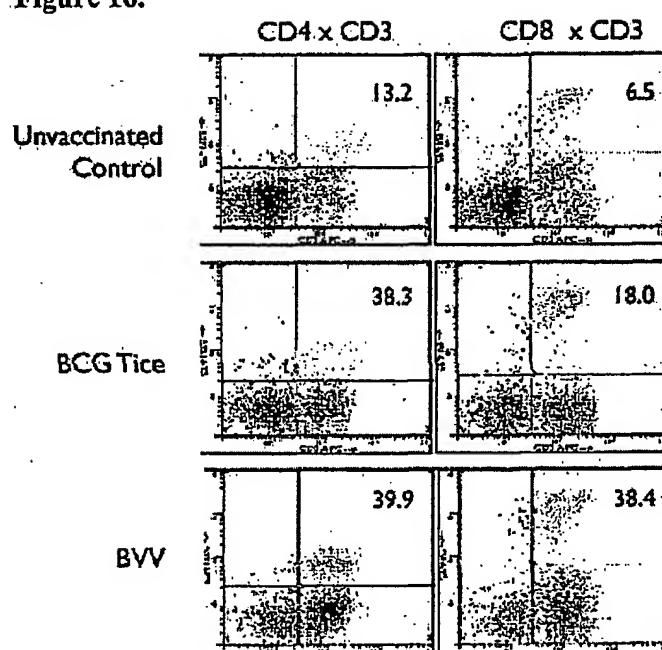 Figure 16.
CD4 x CD3 CD8 x CD3
Unvaccinated
Control
13.2 6.5
BCG Tice
38.3 18.0
BVV
39.9 38.4